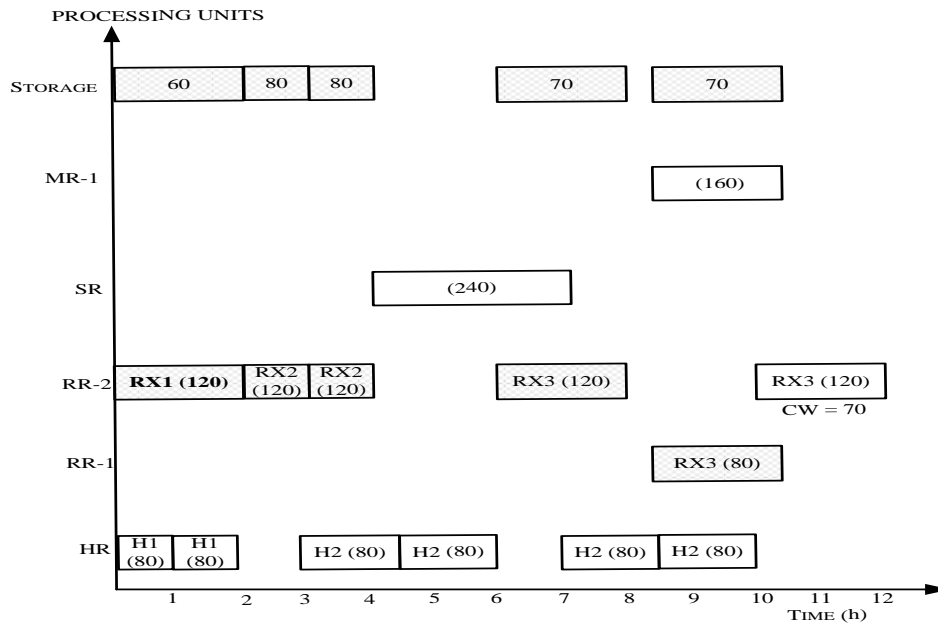 PROCESSING UNITS
STORAGE
60
80
80
70
70
MR-1
(160)
SR
(240)
RR-2
RX1 (120)
RX2
(120)
RX2
(120)
RX3 (120)
RX3 (120)
CW = 70
RR-1
RX3 (80)
HR
H1
(80)
H1
(80)
H2 (80)
H2 (80)
H2 (80)
H2 (80)
1 2 3 4 5 6 7 8 9 10 11 12
TIME (h)